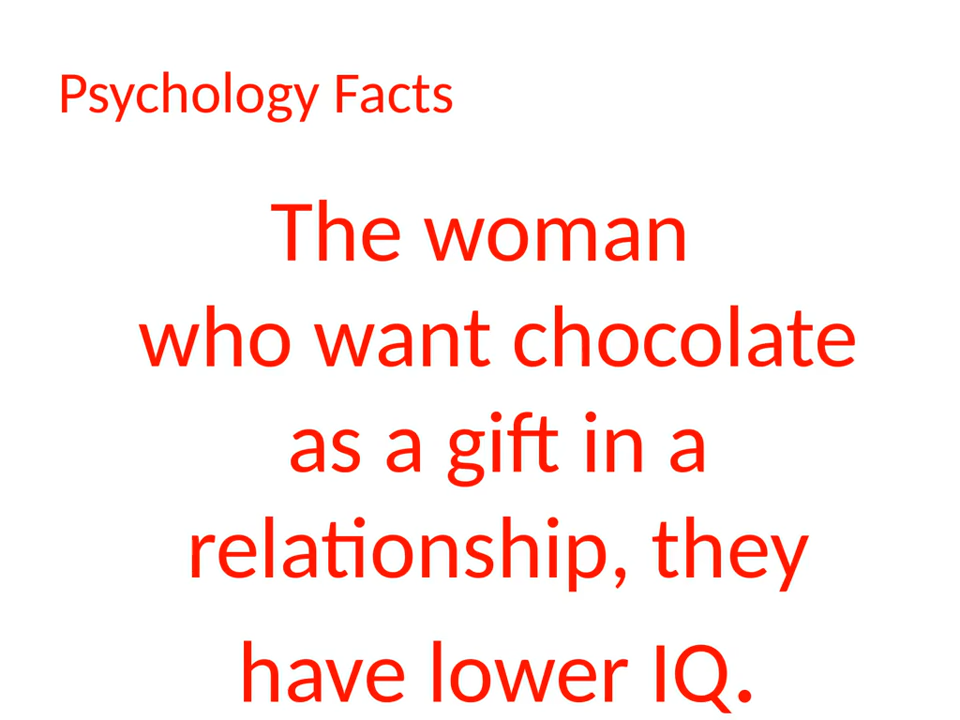 Psychology Facts
The woman
who want chocolate
as a gift in a
relationship, they
have lower IQ.